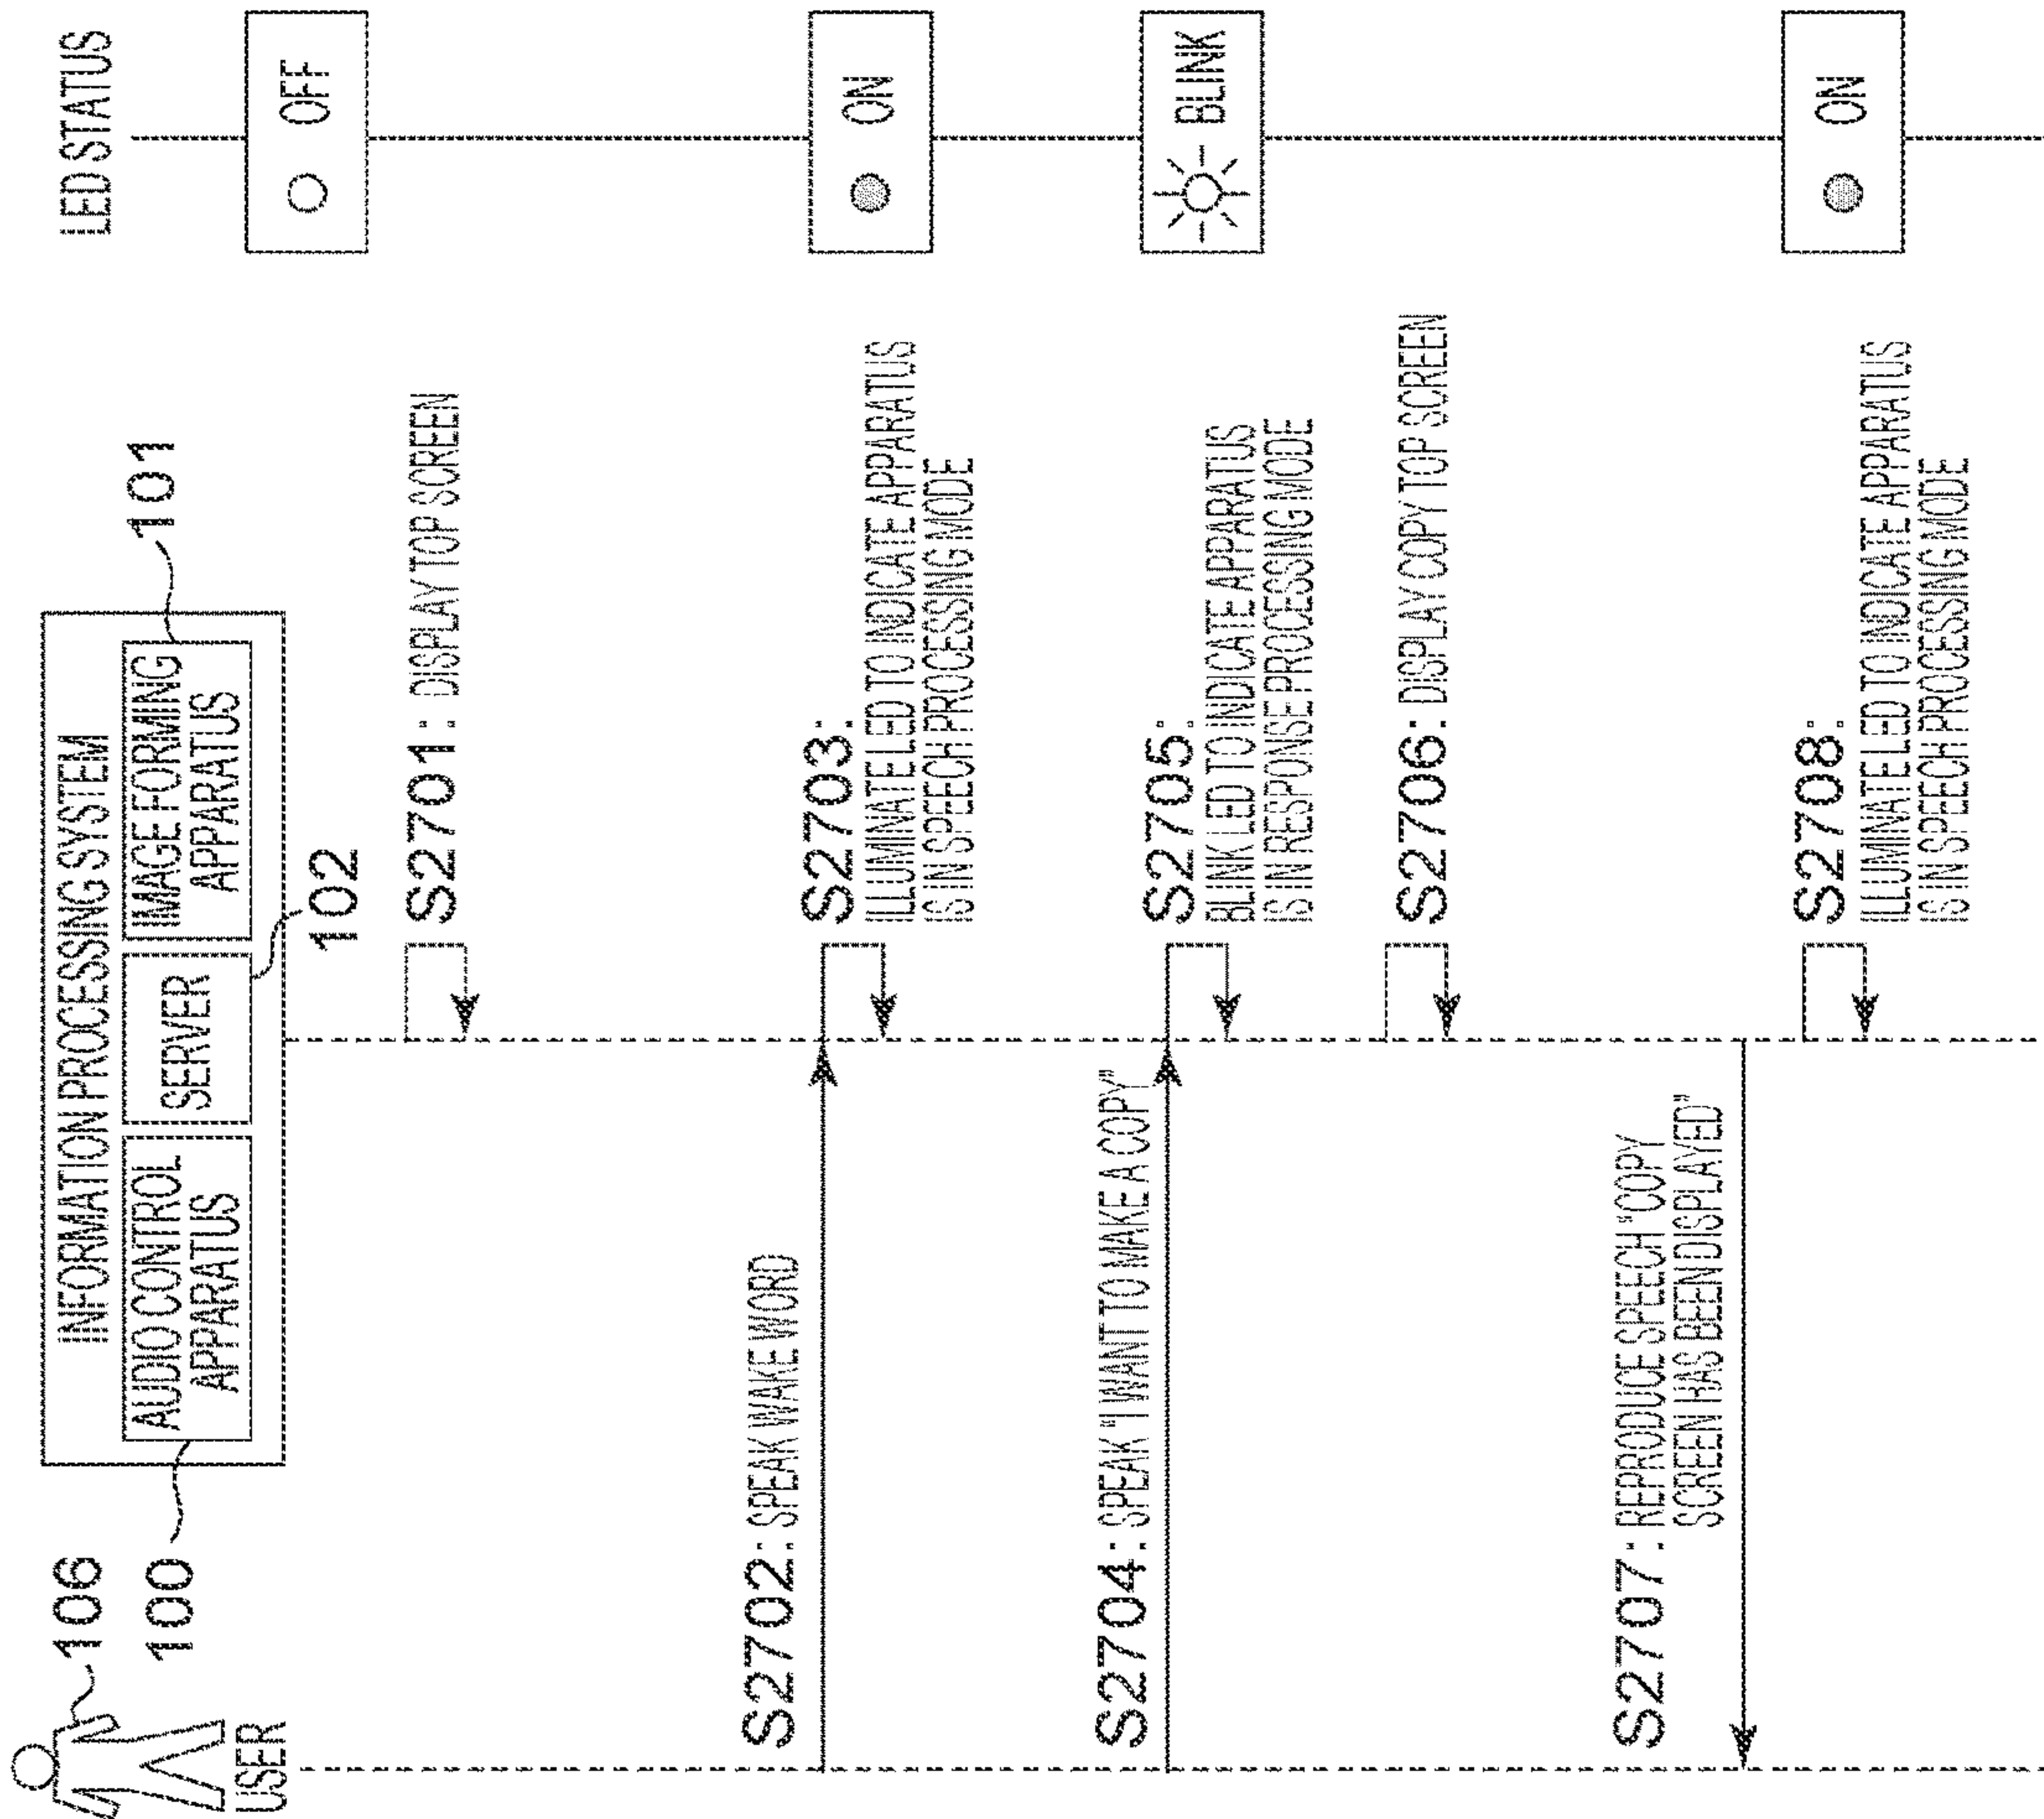 106
USER
100
INFORMATION PROCESSING SYSTEM
AUDIO CONTROL
APPARATUS
SERVER
IMAGE FORMING
APPARATUS
101
102
LED STATUS
OFF
S2701: DISPLAY TOP SCREEN
S2702: SPEAK WAKE WORD
S2703:
ILLUMINATE LED TO INDICATE APPARATUS
IS IN SPEECH PROCESSING MODE
ON
S2704: SPEAK "I WANT TO MAKE A COPY"
S2705:
BLINK LED TO INDICATE APPARATUS
IS IN RESPONSE PROCESSING MODE
BLINK
S2706: DISPLAY COPY TOP SCREEN
S2707: REPRODUCE SPEECH "COPY
SCREEN HAS BEEN DISPLAYED"
S2708:
ILLUMINATE LED TO INDICATE APPARATUS
IS IN SPEECH PROCESSING MODE
ON